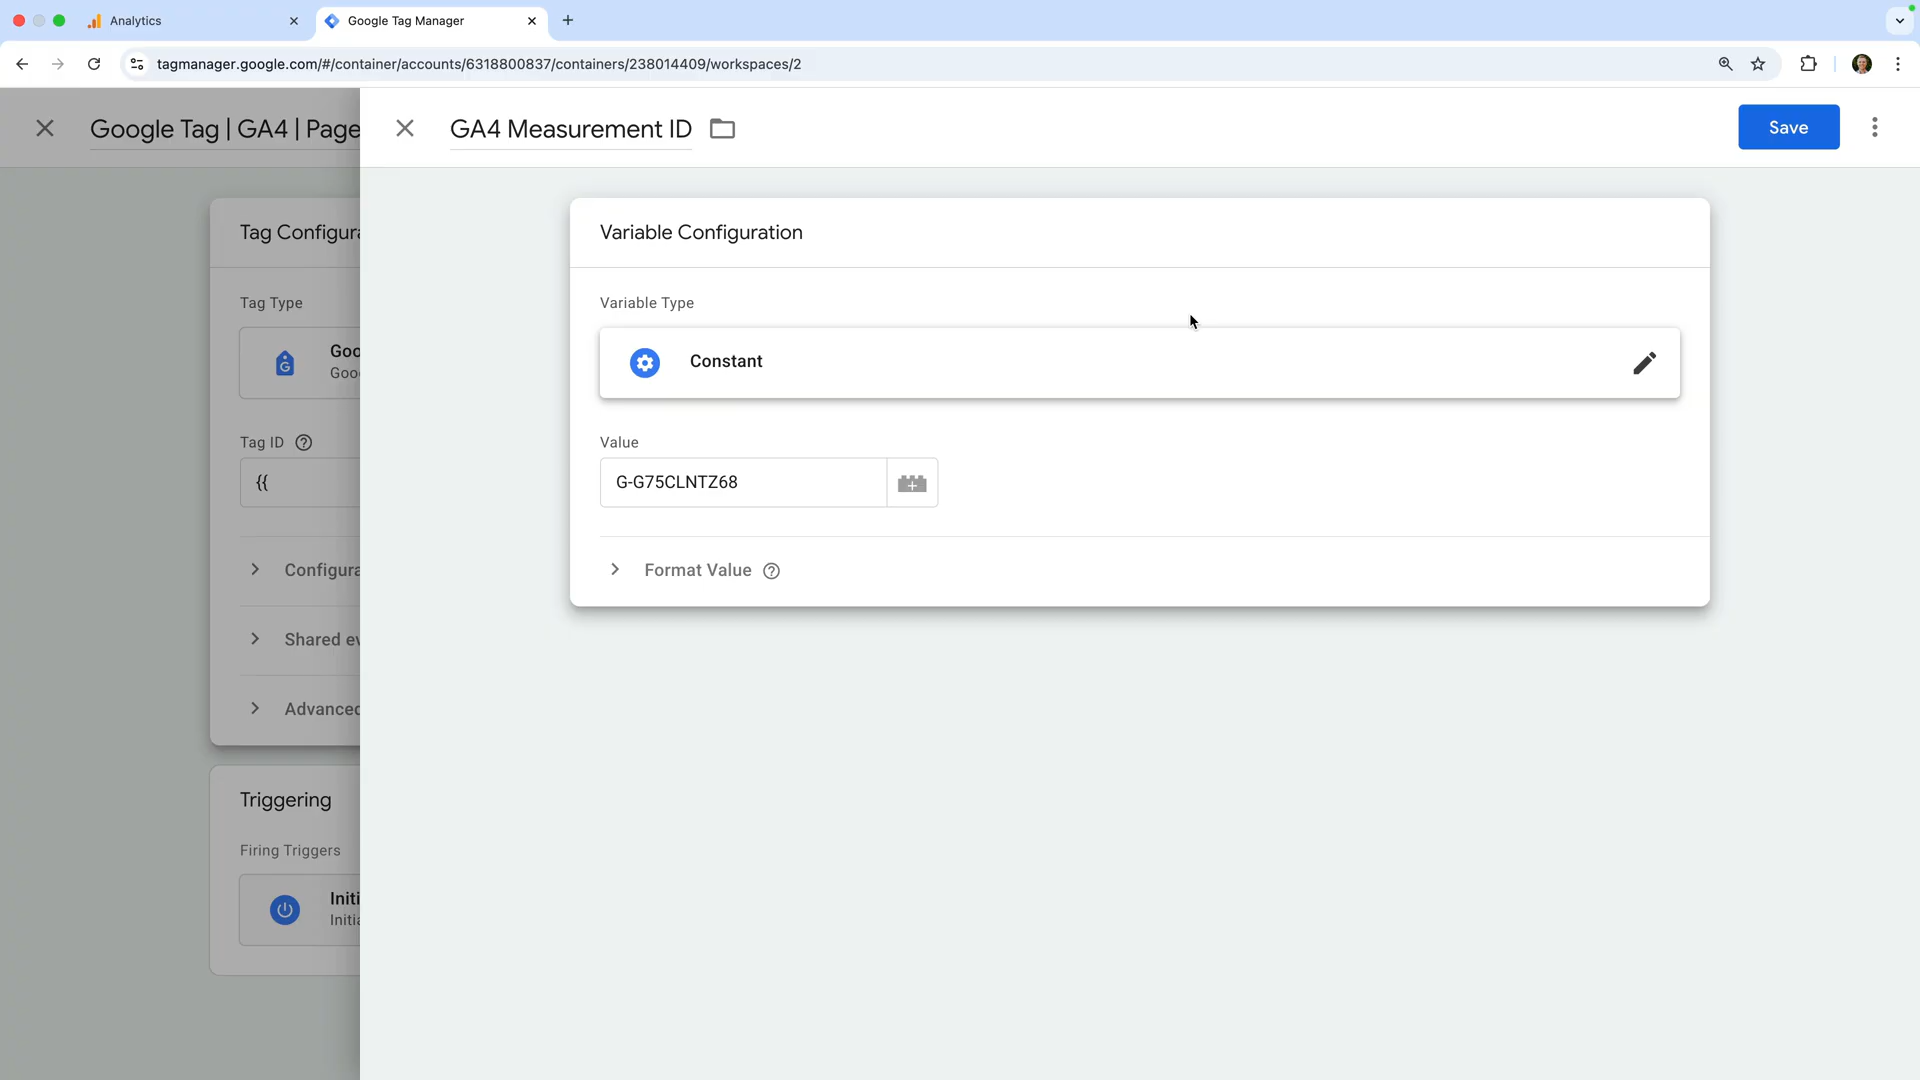 Analytics
Google Tag Manager
tagmanager.google.com/#/container/accounts/6318800837/containers/238014409/workspaces/2
Google Tag | GA4 | Page
GA4 Measurement ID
Save
Tag Configura
Tag Type
Goo
Goo
Tag ID
{{
Configura
Shared ev
Advanced
Triggering
Firing Triggers
Initi
Initia
Variable Configuration
Variable Type
Constant
Value
G-G75CLNTZ68
Format Value